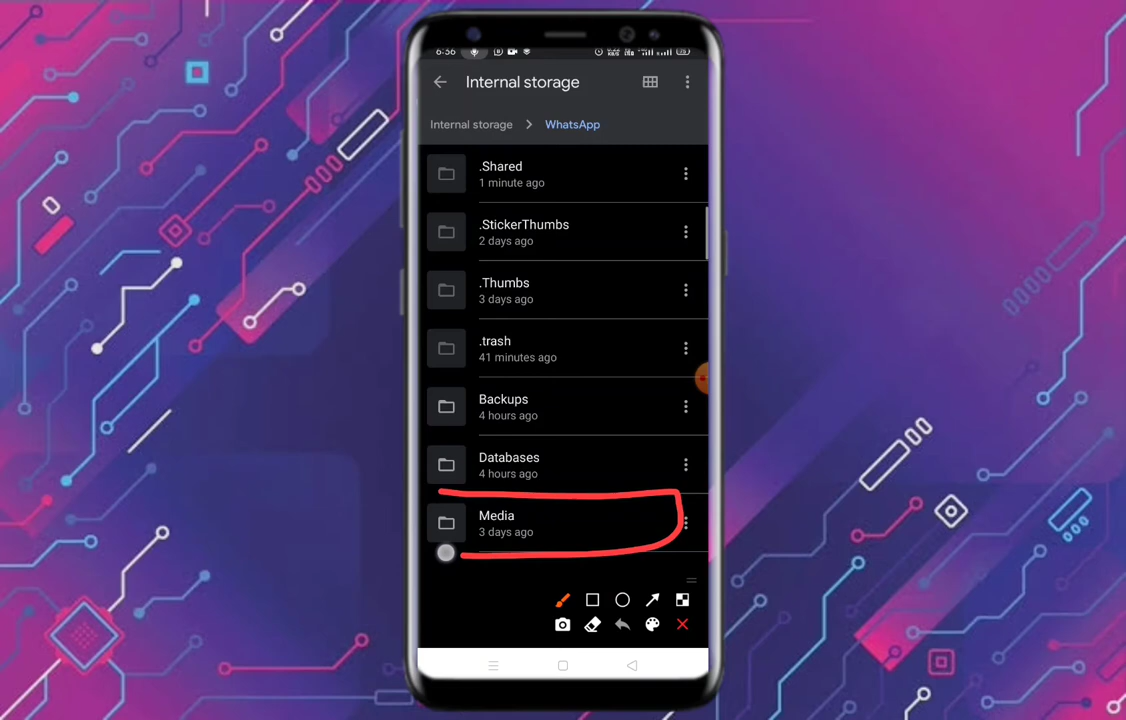 6:56
Internal storage
Internal storage > WhatsApp
.Shared
1 minute ago
.StickerThumbs
2 days ago
.Thumbs
3 days ago
.trash
41 minutes ago
Backups
4 hours ago
Databases
4 hours ago
Media
3 days ago